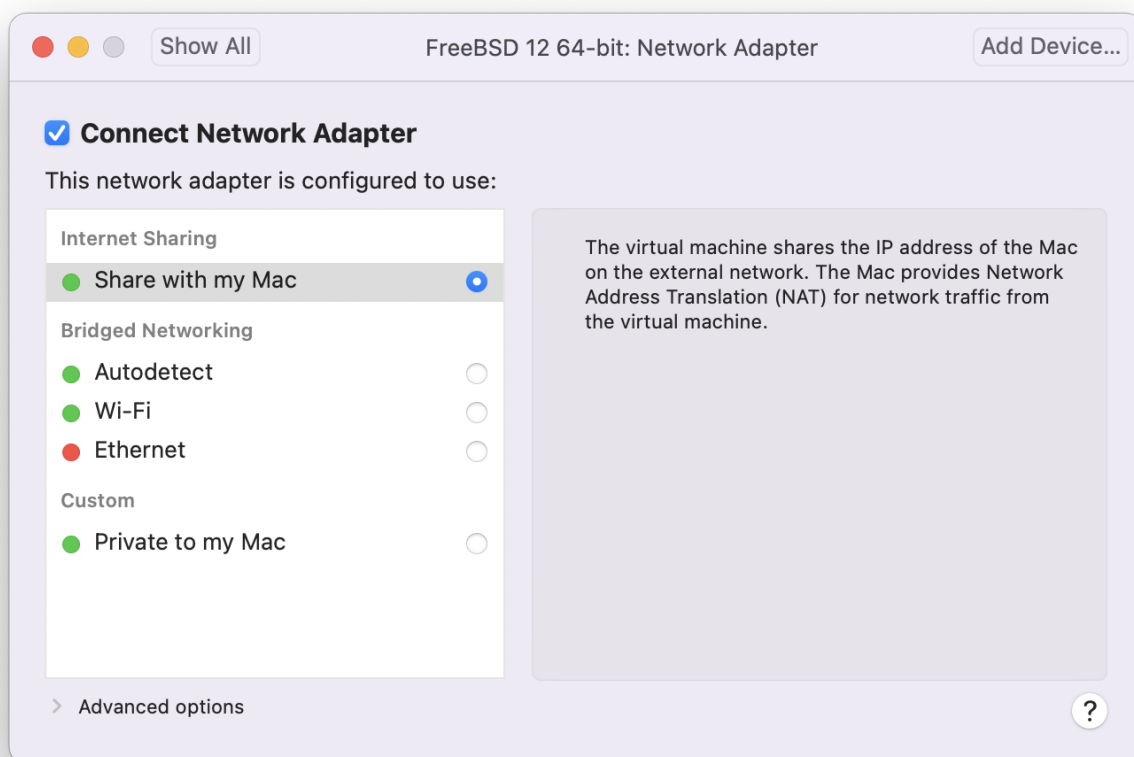 Show All
FreeBSD 12 64-bit: Network Adapter
Add Device...
Connect Network Adapter
This network adapter is configured to use:
Internet Sharing
Share with my Mac
Bridged Networking
Autodetect
Wi-Fi
Ethernet
Custom
Private to my Mac
The virtual machine shares the IP address of the Mac
on the external network. The Mac provides Network
Address Translation (NAT) for network traffic from
the virtual machine.
Advanced options
?